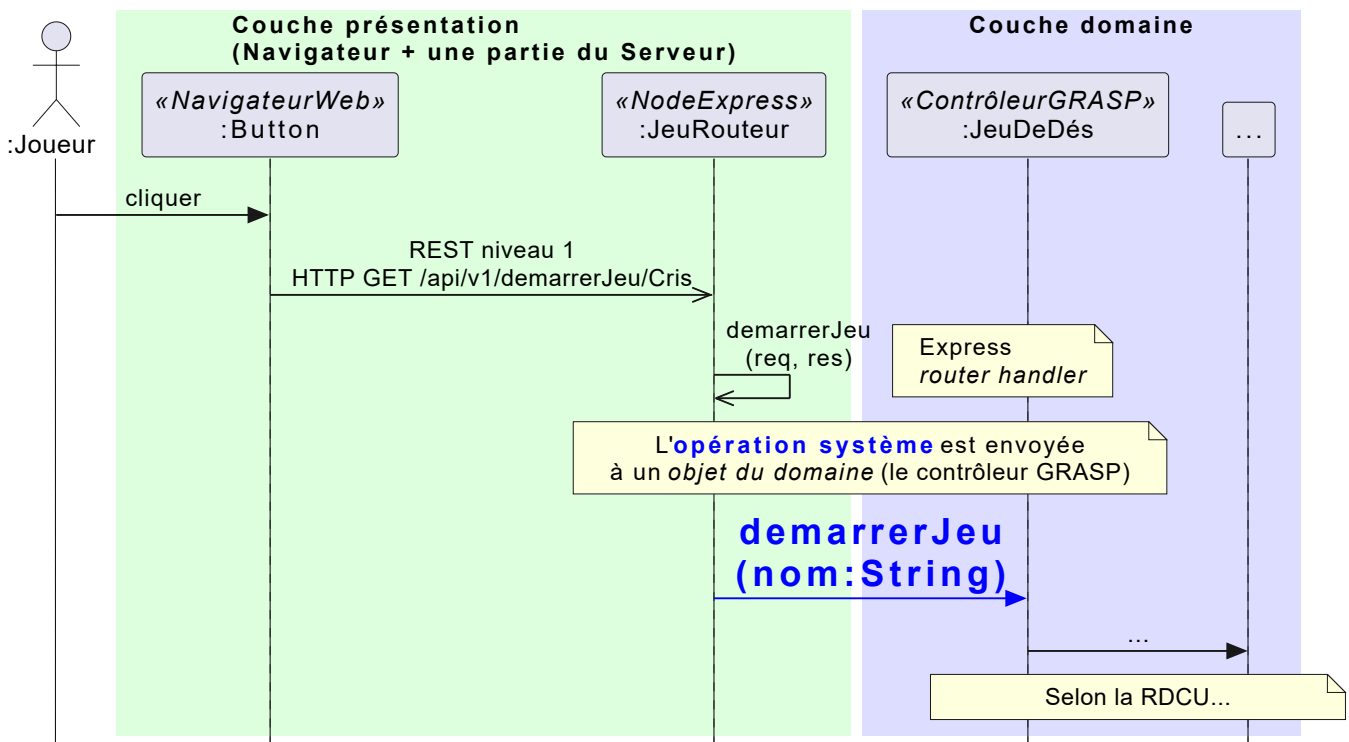 Couche présentation
(Navigateur + une partie du Serveur)
Couche domaine
:Joueur
«NavigateurWeb»
:Button
«NodeExpress»
:JeuRouteur
«ContrôleurGRASP»
:JeuDeDés
...
cliquer
REST niveau 1
HTTP GET /api/v1/demarrerJeu/Cris
demarrerJeu
(req, res)
Express
router handler
L'opération système est envoyée
à un objet du domaine (le contrôleur GRASP)
demarrerJeu
(nom:String)
...
Selon la RDCU...